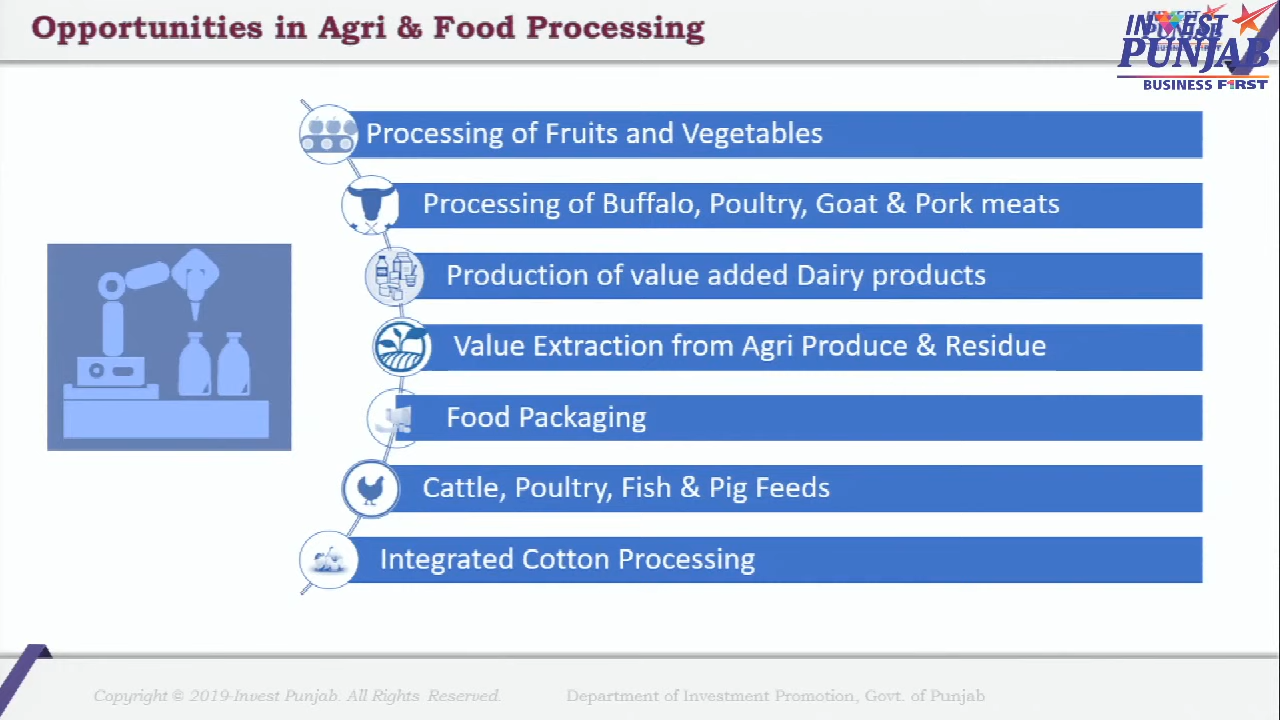 Opportunities in Agri & Food Processing
INVEST
PUNJAB
BUSINESS F1RST
Processing of Fruits and Vegetables
Processing of Buffalo, Poultry, Goat & Pork meats
Production of value added Dairy products
Value Extraction from Agri Produce & Residue
Food Packaging
Cattle, Poultry, Fish & Pig Feeds
Integrated Cotton Processing
Copyright © 2019-Invest Punjab. All Rights Reserved.
Department of Investment Promotion, Govt. of Punjab